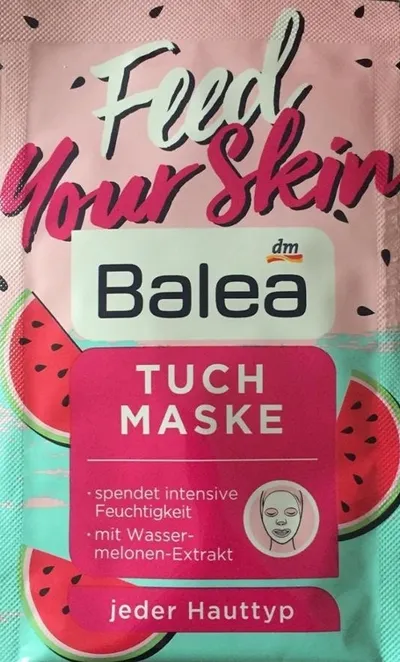 Feed
Your Skin
dm
Balea
TUCH
MASKE
· spendet intensive
Feuchtigkeit
· mit Wasser-
melonen-Extrakt
jeder Hauttyp